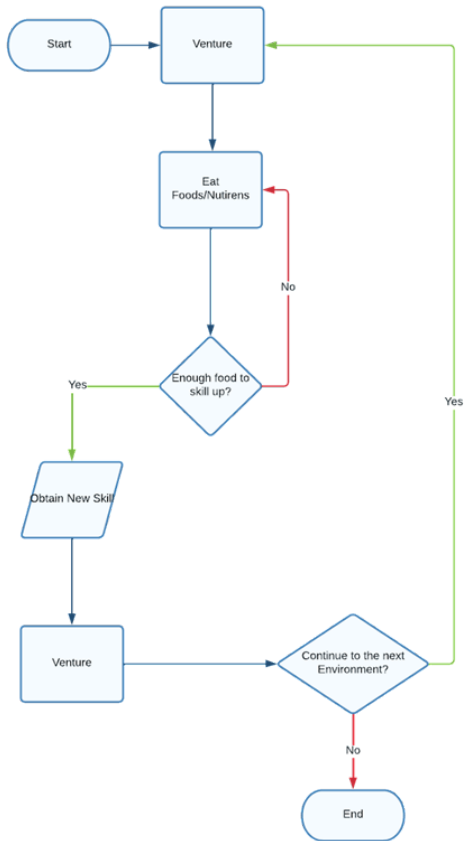 Start
Venture
Eat
Foods/Nutirens
No
Enough food to
skill up?
Yes
Yes
Obtain New Skill
Venture
Continue to the next
Environment?
No
End